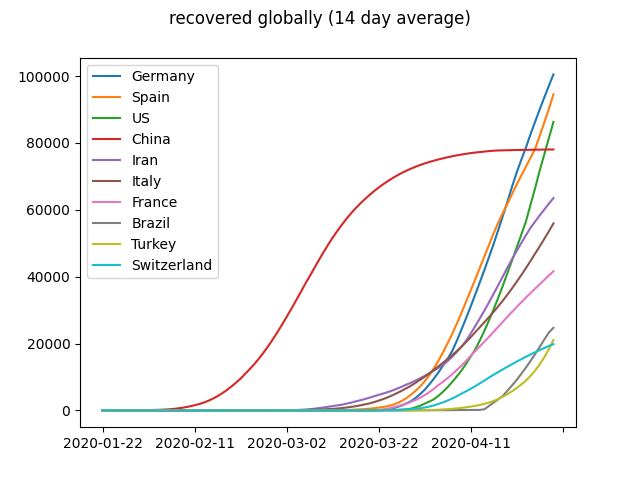 recovered globally (14 day average)
100000
80000
60000
40000
20000
0
Germany
Spain
US
China
Iran
Italy
France
Brazil
Turkey
Switzerland
2020-01-22 2020-02-11 2020-03-02 2020-03-22 2020-04-11